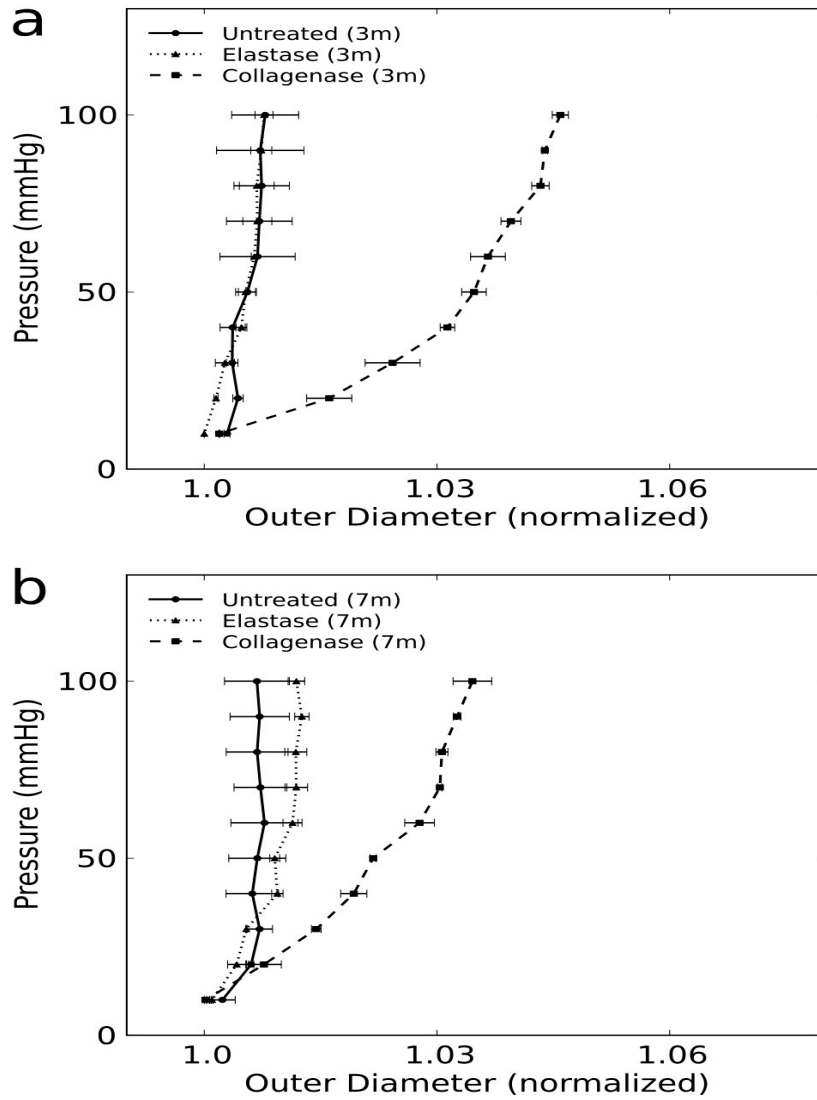 a
Untreated (3m)
Elastase (3m)
Collagenase (3m)
Pressure (mmHg)
100
50
0
1.0 1.03 1.06
Outer Diameter (normalized)
b
Untreated (7m)
Elastase (7m)
Collagenase (7m)
Pressure (mmHg)
100
50
0
1.0 1.03 1.06
Outer Diameter (normalized)